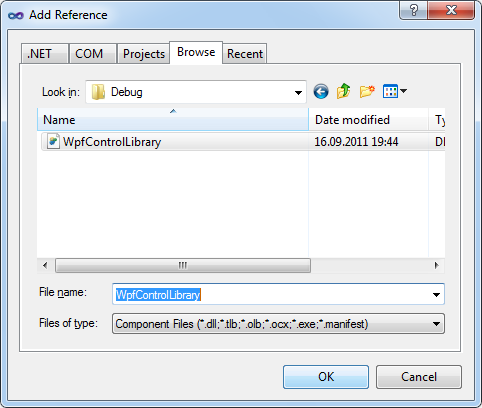 Add Reference
.NET COM Projects Browse Recent
Look in: Debug
Name Date modified Ty
WpfControlLibrary 16.09.2011 19:44 DL
File name: WpfControlLibrary
Files of type: Component Files (*.dll;*.tlb;*.olb;*.ocx;*.exe;*.manifest)
OK Cancel